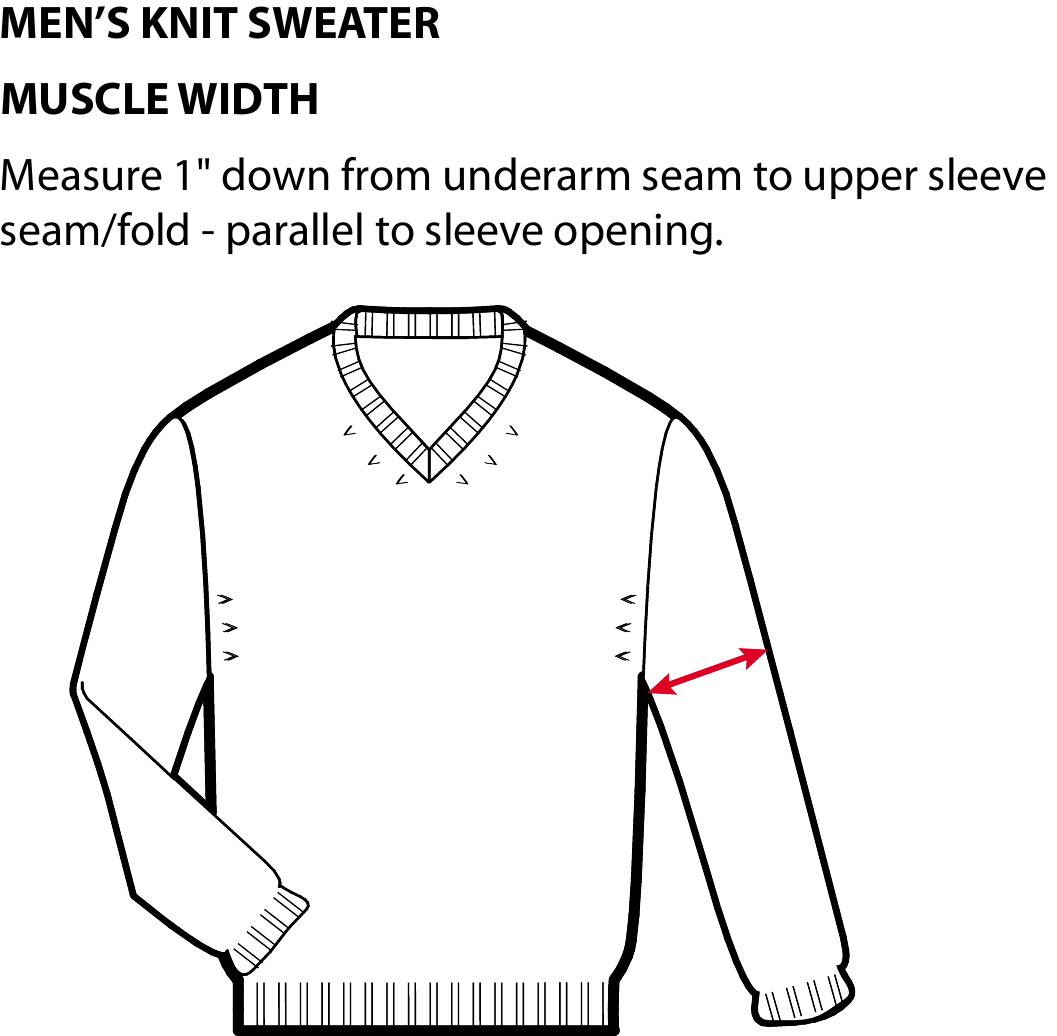 MEN’S KNIT SWEATER
MUSCLE WIDTH
Measure 1" down from underarm seam to upper sleeve
seam/fold - parallel to sleeve opening.